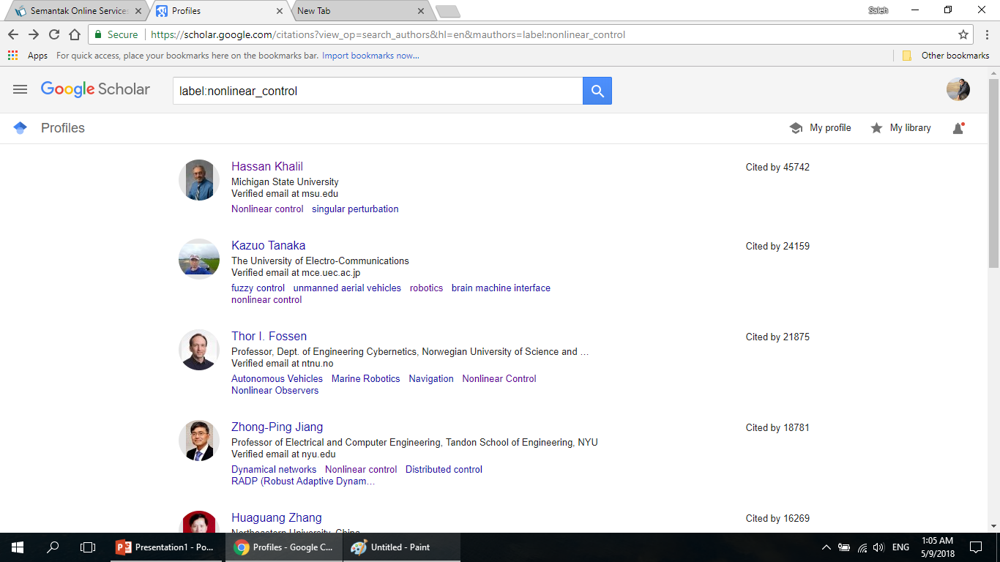 Semantak Online Services
Profiles
New Tab
Saleh
Secure
https://scholar.google.com/citations?view_op=search_authors&hl=en&mauthors=label:nonlinear_control
Apps For quick access, place your bookmarks here on the bookmarks bar. Import bookmarks now... Other bookmarks
Google Scholar
label:nonlinear_control
Profiles
My profile
My library
Hassan Khalil
Cited by 45742
Michigan State University
Verified email at msu.edu
Nonlinear control singular perturbation
Kazuo Tanaka
Cited by 24159
The University of Electro-Communications
Verified email at mce.uec.ac.jp
fuzzy control unmanned aerial vehicles robotics brain machine interface
nonlinear control
Thor I. Fossen
Cited by 21875
Professor, Dept. of Engineering Cybernetics, Norwegian University of Science and …
Verified email at ntnu.no
Autonomous Vehicles Marine Robotics Navigation Nonlinear Control
Nonlinear Observers
Zhong-Ping Jiang
Cited by 18781
Professor of Electrical and Computer Engineering, Tandon School of Engineering, NYU
Verified email at nyu.edu
Dynamical networks Nonlinear control Distributed control
RADP (Robust Adaptive Dynam…
Huaguang Zhang
Cited by 16269
Northeastern University, China
Presentation1 - Po...
Profiles - Google C...
Untitled - Paint
ENG
1:05 AM
5/9/2018